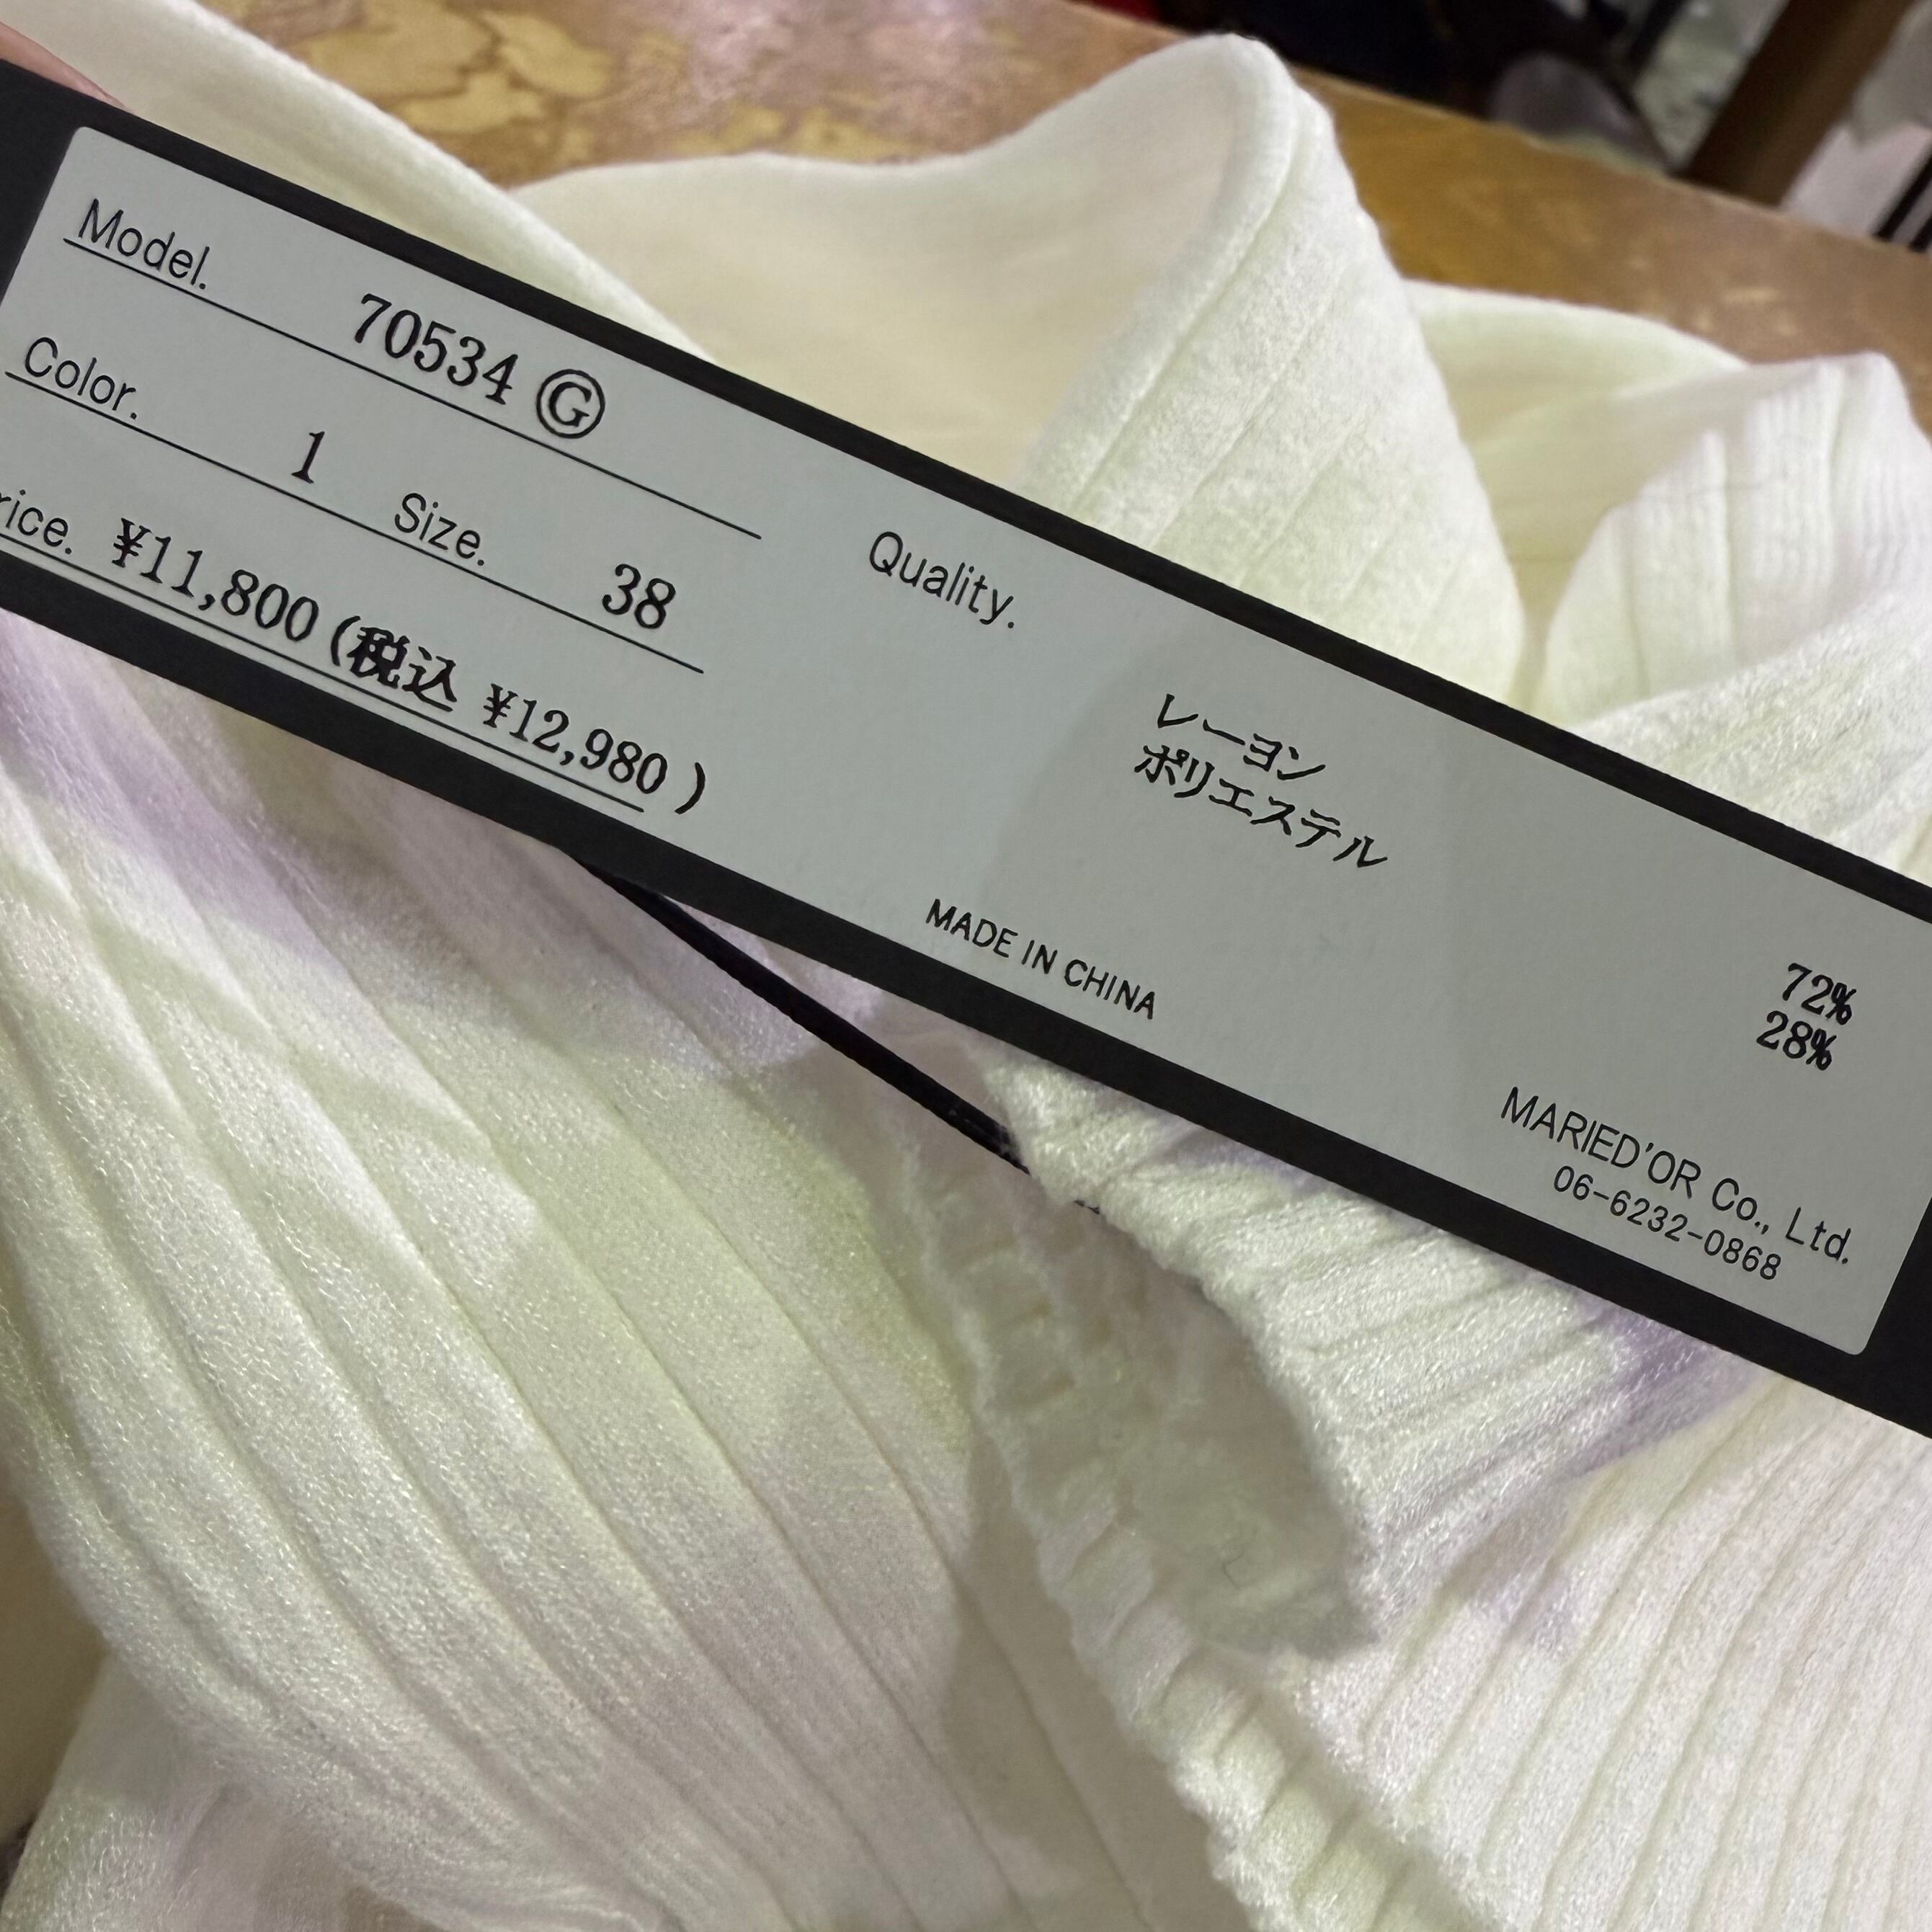 Model. 70534 Ⓖ
Color. 1 Size. 38
rice. ¥11,800 (税込 ¥12,980 )
Quality.
レーヨン 72%
ポリエステル 28%
MADE IN CHINA
MARIED'OR Co., Ltd.
06-6232-0868